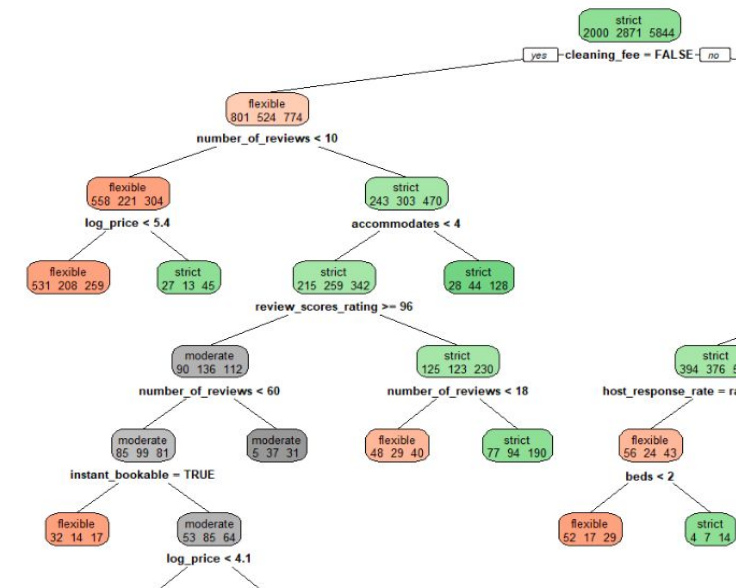 strict
2000 2871 5844
yes cleaning_fee = FALSE no
flexible
801 524 774
number_of_reviews < 10
flexible
558 221 304
strict
243 303 470
log_price < 5.4
accommodates < 4
flexible
531 208 259
strict
27 13 45
strict
215 259 342
strict
28 44 128
review_scores_rating >= 96
moderate
90 136 112
strict
125 123 230
strict
394 376
number_of_reviews < 60
number_of_reviews < 18
host_response_rate =
moderate
85 99 81
moderate
5 37 31
flexible
48 29 40
strict
77 94 190
flexible
56 24 43
instant_bookable = TRUE
beds < 2
flexible
32 14 17
moderate
53 85 64
flexible
52 17 29
strict
4 7 14
log_price < 4.1